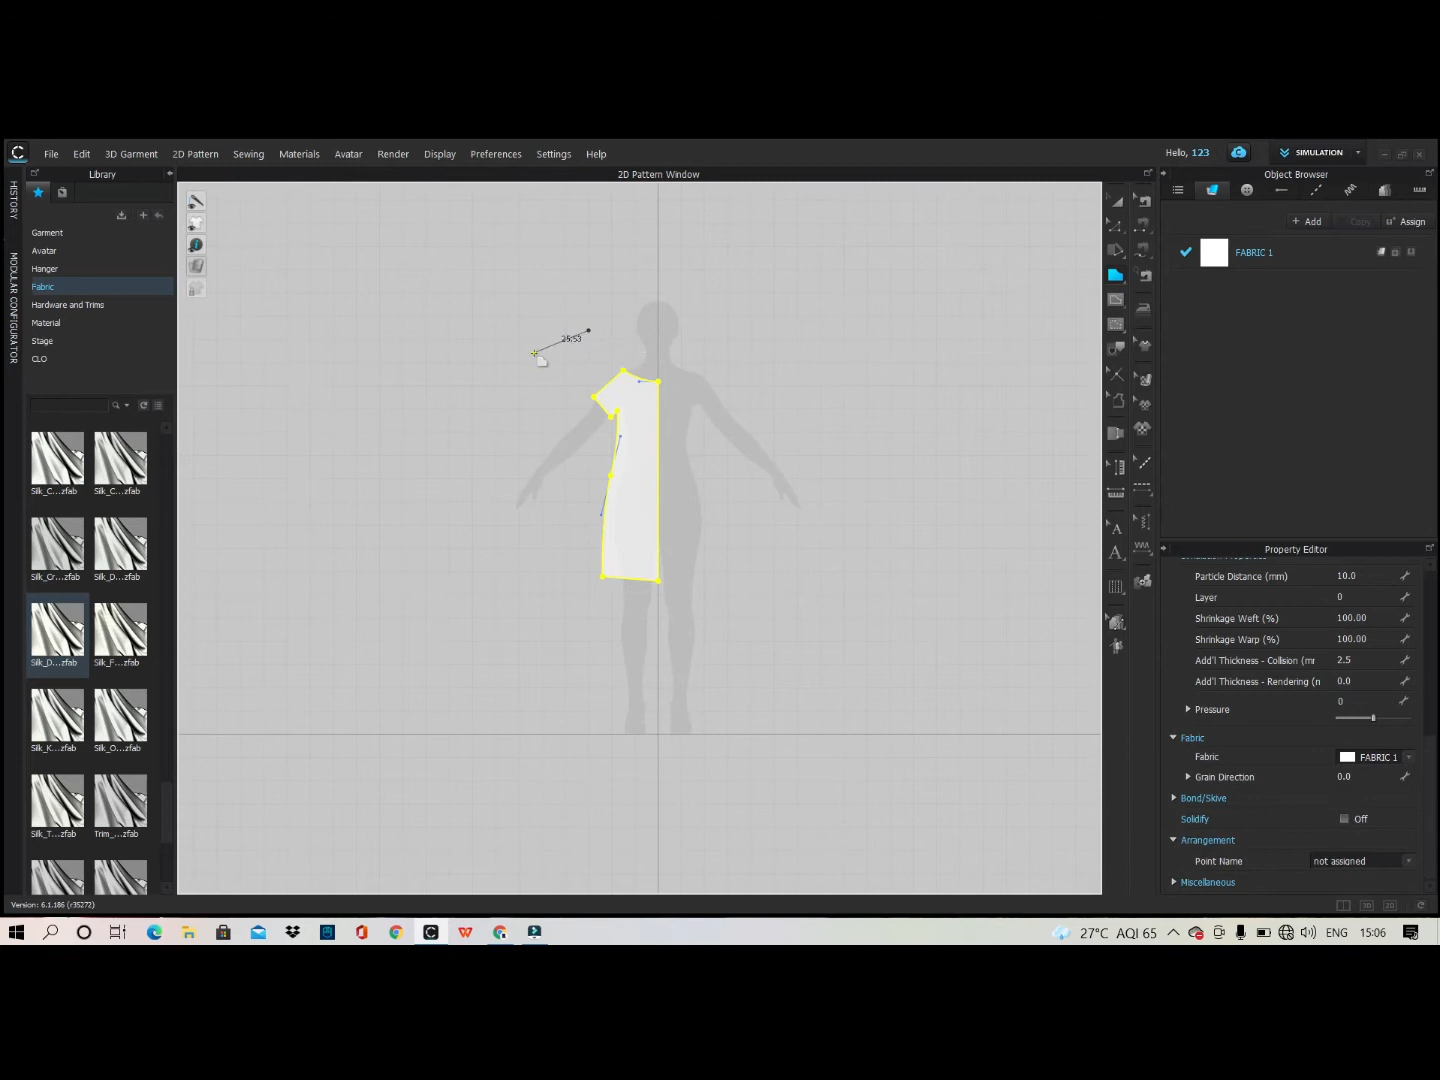 File Edit 3D Garment 2D Pattern Sewing Materials Avatar Render Display Preferences Settings Help
Hello, 123 SIMULATION
HISTORY
MODULAR CONFIGURATOR
Library
Garment
Avatar
Hanger
Fabric
Hardware and Trims
Material
Stage
CLO
Silk_C...zfab Silk_C...zfab
Silk_Cr...zfab Silk_D...zfab
Silk_D...zfab Silk_F...zfab
Silk_K...zfab Silk_O...zfab
Silk_T...zfab Trim_...zfab
Version: 6.1.186 (r35272)
2D Pattern Window
25.53
Object Browser
+ Add Copy Assign
FABRIC 1
Property Editor
Particle Distance (mm) 10.0
Layer 0
Shrinkage Weft (%) 100.00
Shrinkage Warp (%) 100.00
Add'l Thickness - Collision (mr 2.5
Add'l Thickness - Rendering (n 0.0
Pressure 0
Fabric
Fabric FABRIC 1
Grain Direction 0.0
Bond/Skive
Solidify Off
Arrangement
Point Name not assigned
Miscellaneous
3D 2D
27°C AQI 65 ENG 15:06